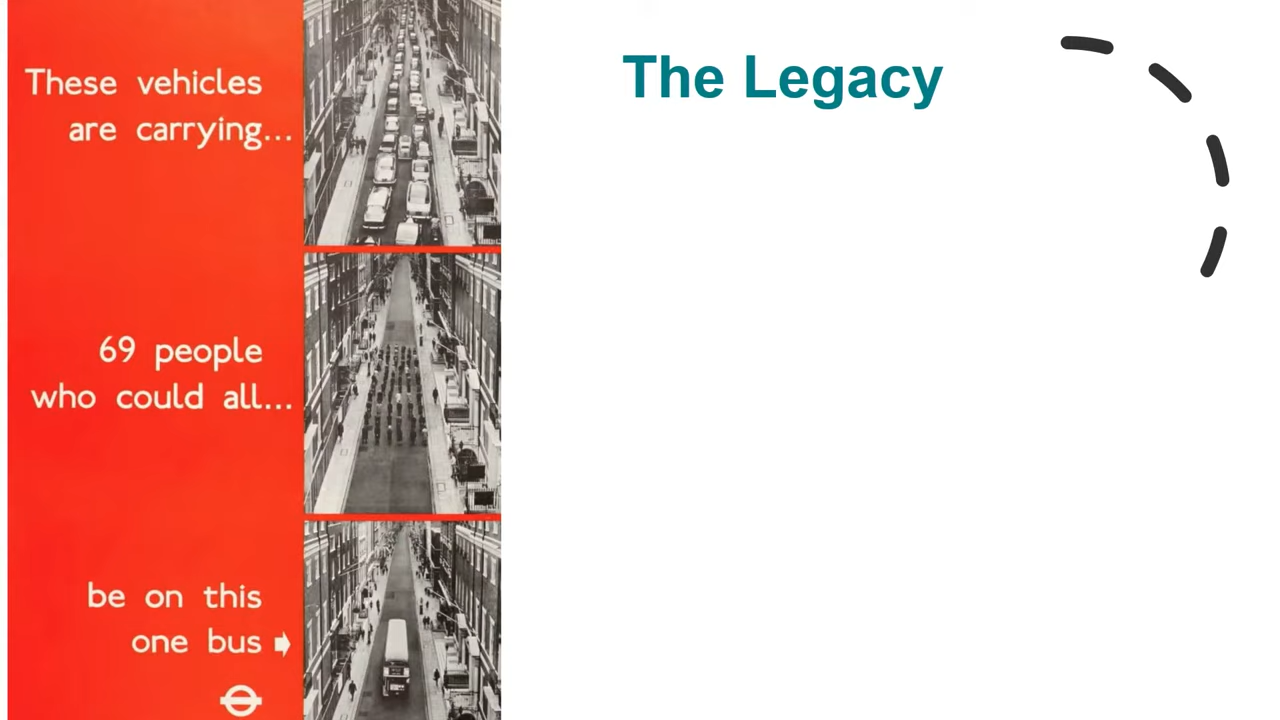 These vehicles
are carrying...
69 people
who could all...
be on this
one bus
The Legacy